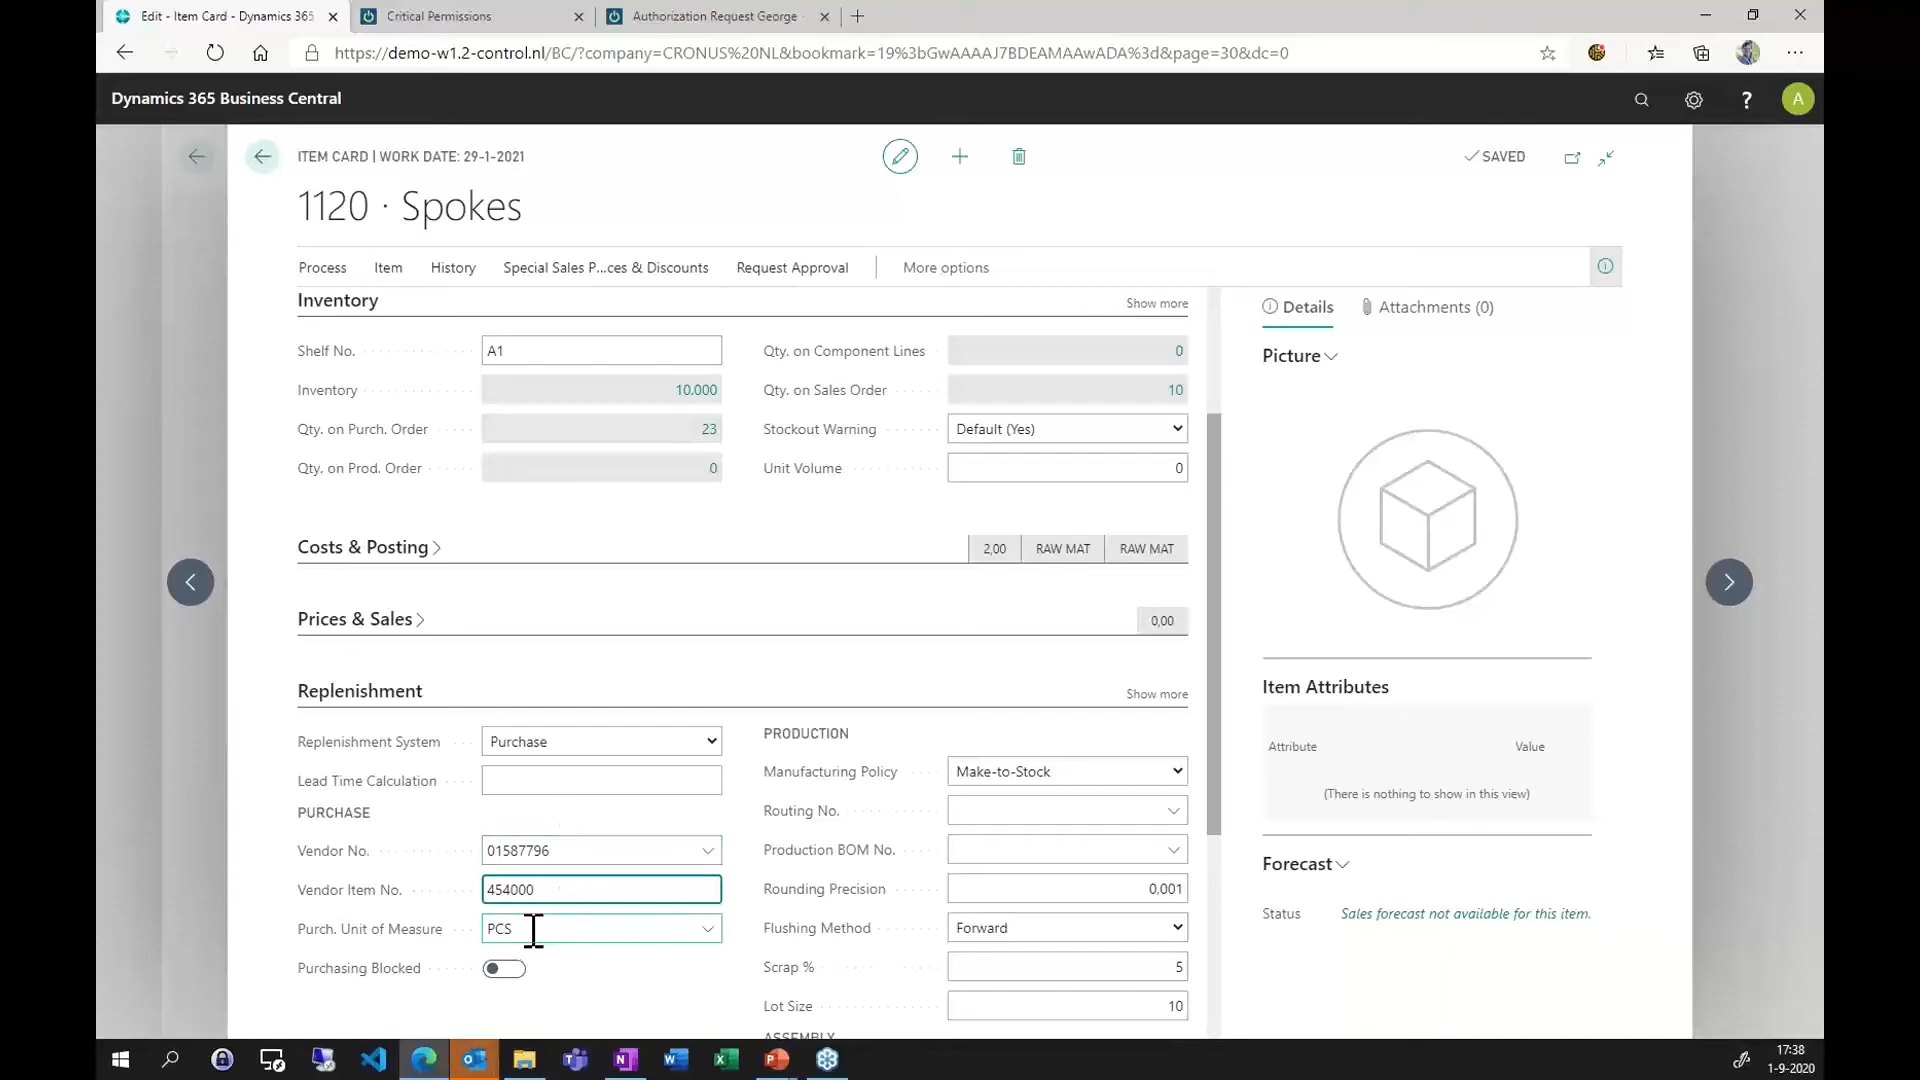 Edit - Item Card - Dynamics 365
Critical Permissions
Authorization Request George
https://demo-w1.2-control.nl/BC/?company=CRONUS%20NL&bookmark=19%3bGwAAAAJ7BDEAMAAwADA%3d&page=30&dc=0
Dynamics 365 Business Central
?
A
ITEM CARD | WORK DATE: 29-1-2021
SAVED
1120 · Spokes
Process
Item
History
Special Sales P...ces & Discounts
Request Approval
More options
Inventory
Show more
Shelf No.
A1
Inventory
10.000
Qty. on Purch. Order
23
Qty. on Prod. Order
0
Qty. on Component Lines
0
Qty. on Sales Order
10
Stockout Warning
Default (Yes)
Unit Volume
0
Costs & Posting
2,00
RAW MAT
RAW MAT
Prices & Sales
0,00
Replenishment
Show more
Replenishment System
Purchase
Lead Time Calculation
PURCHASE
Vendor No.
01587796
Vendor Item No.
454000
Purch. Unit of Measure
PCS
Purchasing Blocked
PRODUCTION
Manufacturing Policy
Make-to-Stock
Routing No.
Production BOM No.
Rounding Precision
0,001
Flushing Method
Forward
Scrap %
5
Lot Size
10
ASSEMBLY
Details
Attachments (0)
Picture
Item Attributes
Attribute
Value
(There is nothing to show in this view)
Forecast
Status
Sales forecast not available for this item.
17:38
1-9-2020